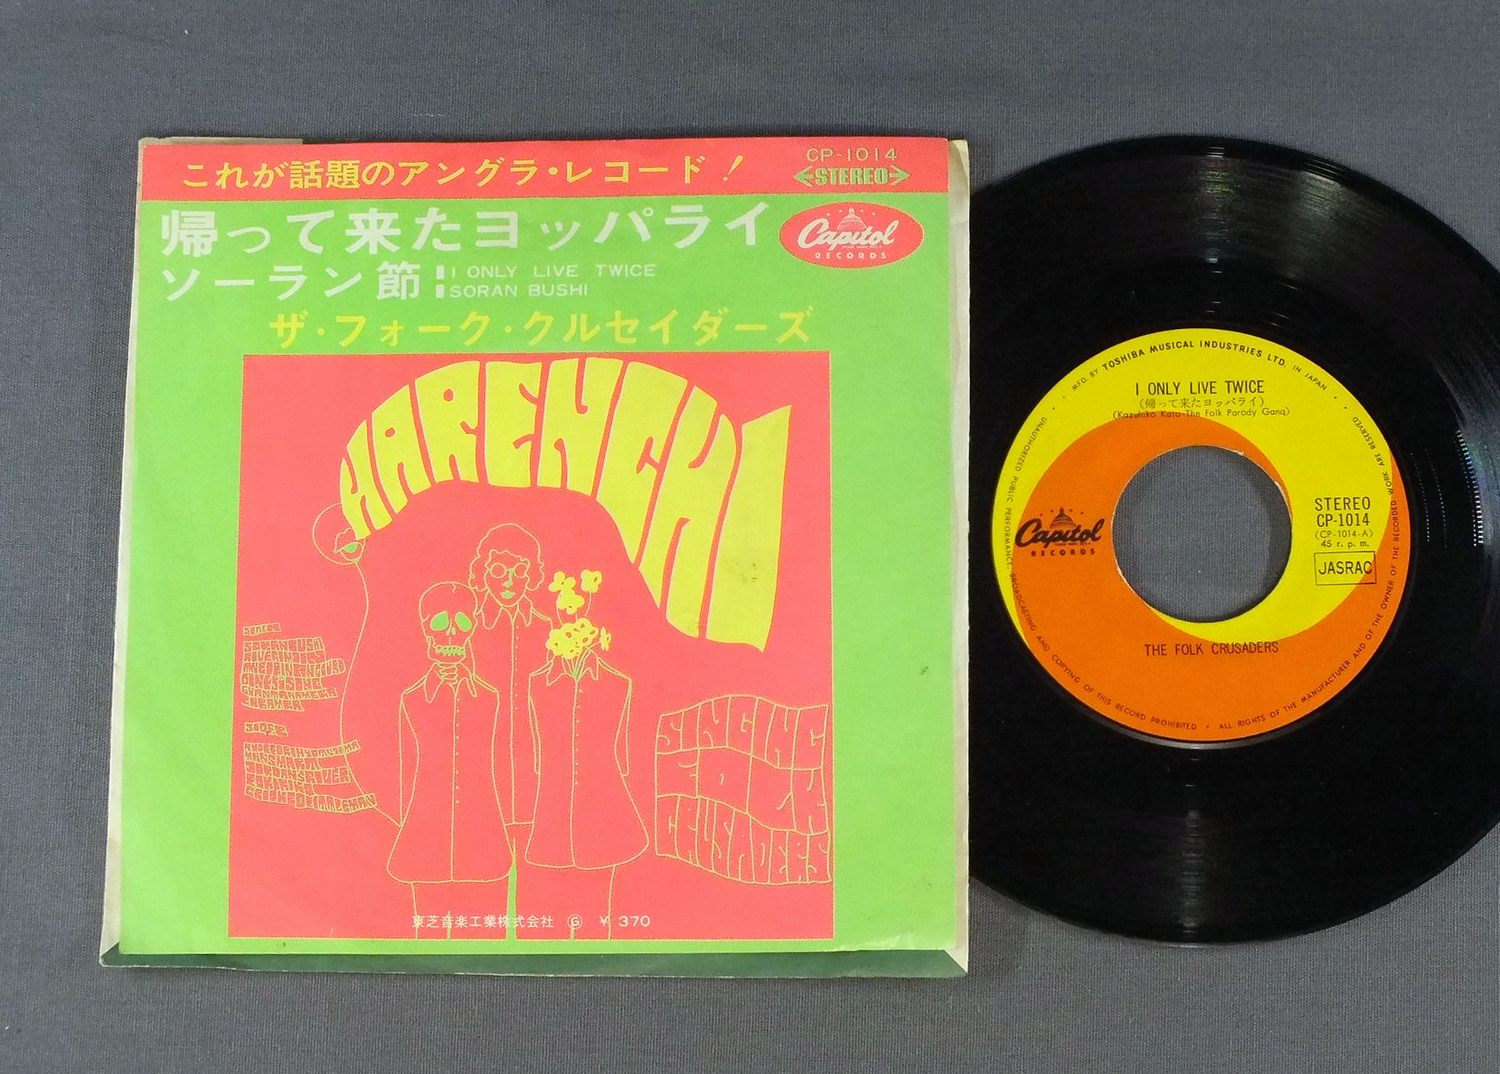 これが話題のアングラ・レコード！
CP-1014
STEREO
帰って来たヨッパライ
Capitol
RECORDS
ソーラン節
I ONLY LIVE TWICE
SORAN BUSHI
ザ・フォーク・クルセイダーズ
HARENCHI
SINGING
FOLK
CRUSADERS
東芝音楽工業株式会社 Ⓖ ¥ 370
MFD. BY TOSHIBA MUSICAL INDUSTRIES LTD. IN JAPAN
I ONLY LIVE TWICE
(帰って来たヨッパライ)
(Kazuhiko Kato-The Folk Parody Gang)
Capitol
RECORDS
STEREO
CP-1014
(CP-1014-A)
45 r. p. m.
JASRAC
THE FOLK CRUSADERS
UNAUTHORIZED PUBLIC PERFORMANCE, BROADCASTING AND COPYING OF THIS RECORD PROHIBITED • ALL RIGHTS OF THE MANUFACTURER AND OF THE OWNER OF THE RECORDED WORK ARE RESERVED